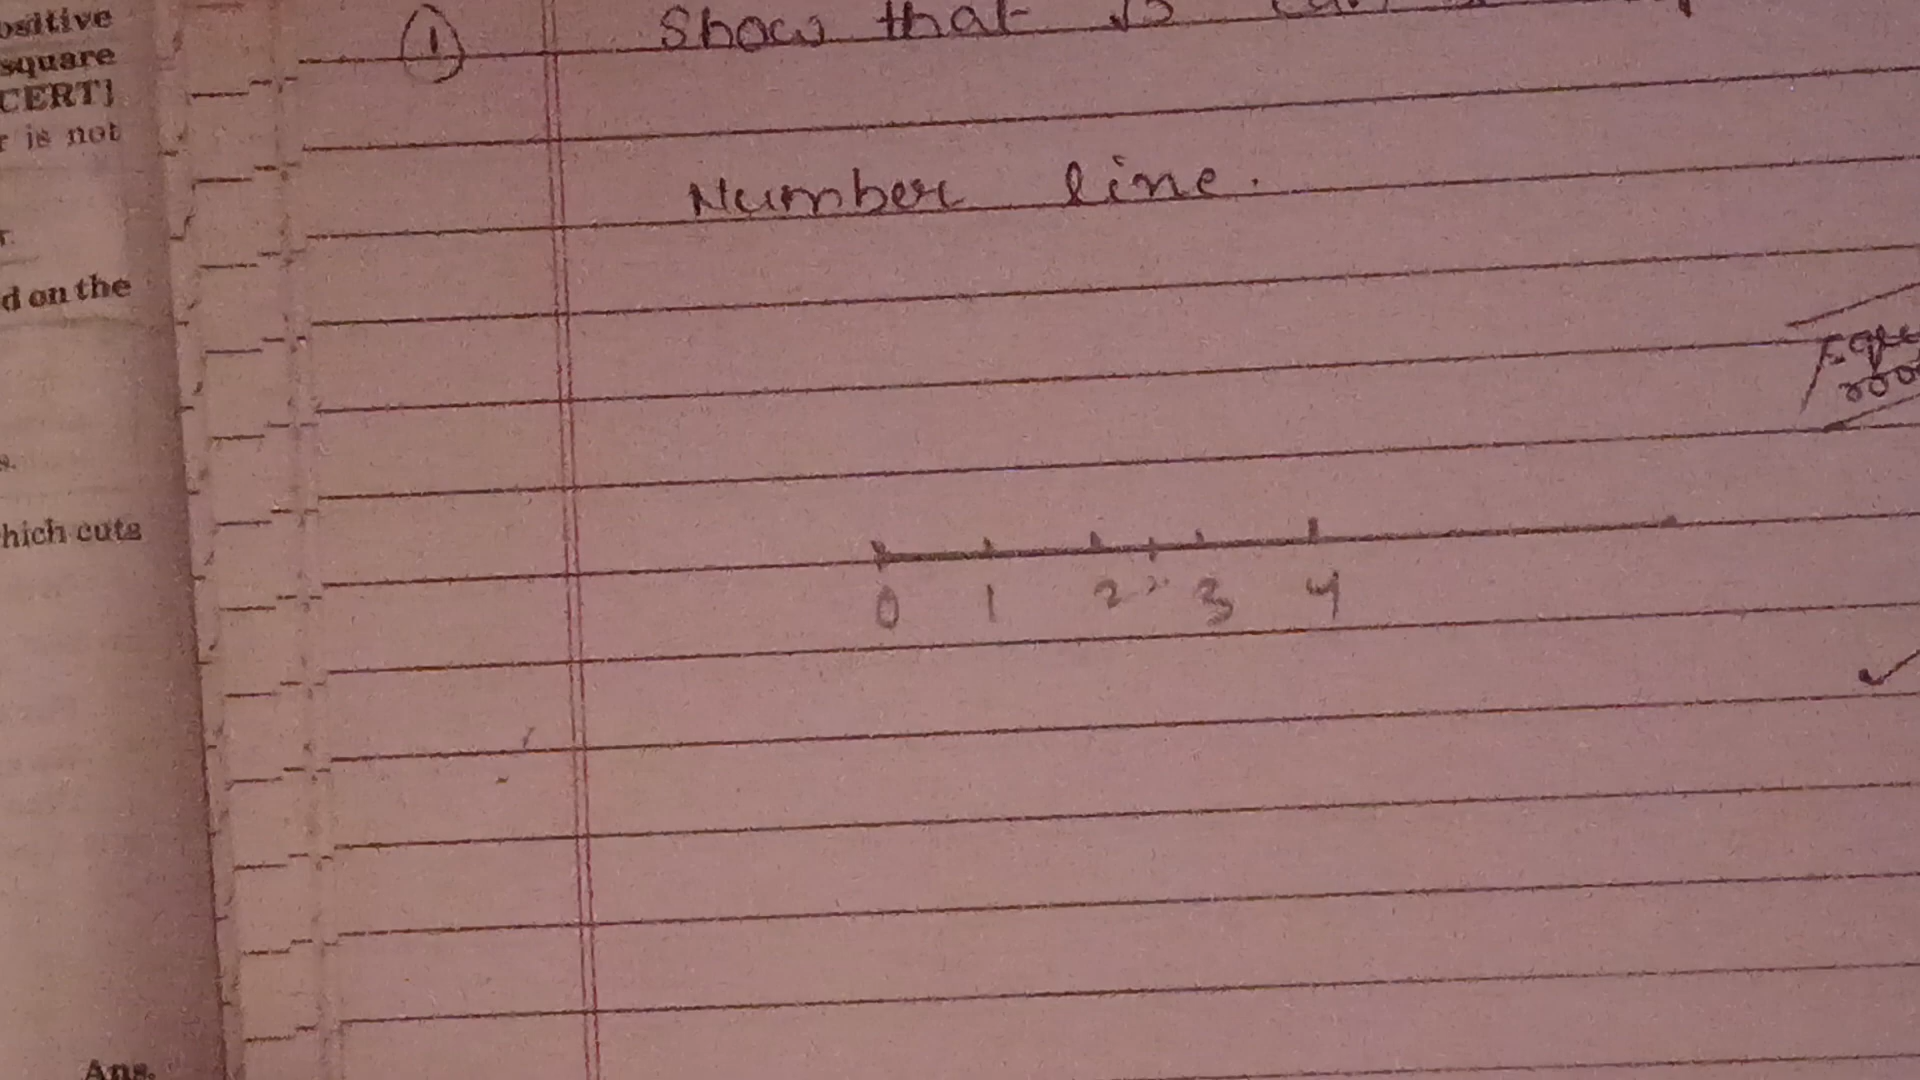 ositive
square
CERT]
r is not
r.
d on the
s.
hich cuts
Ans.
① Show that
Number line.
0 1 2 3 4